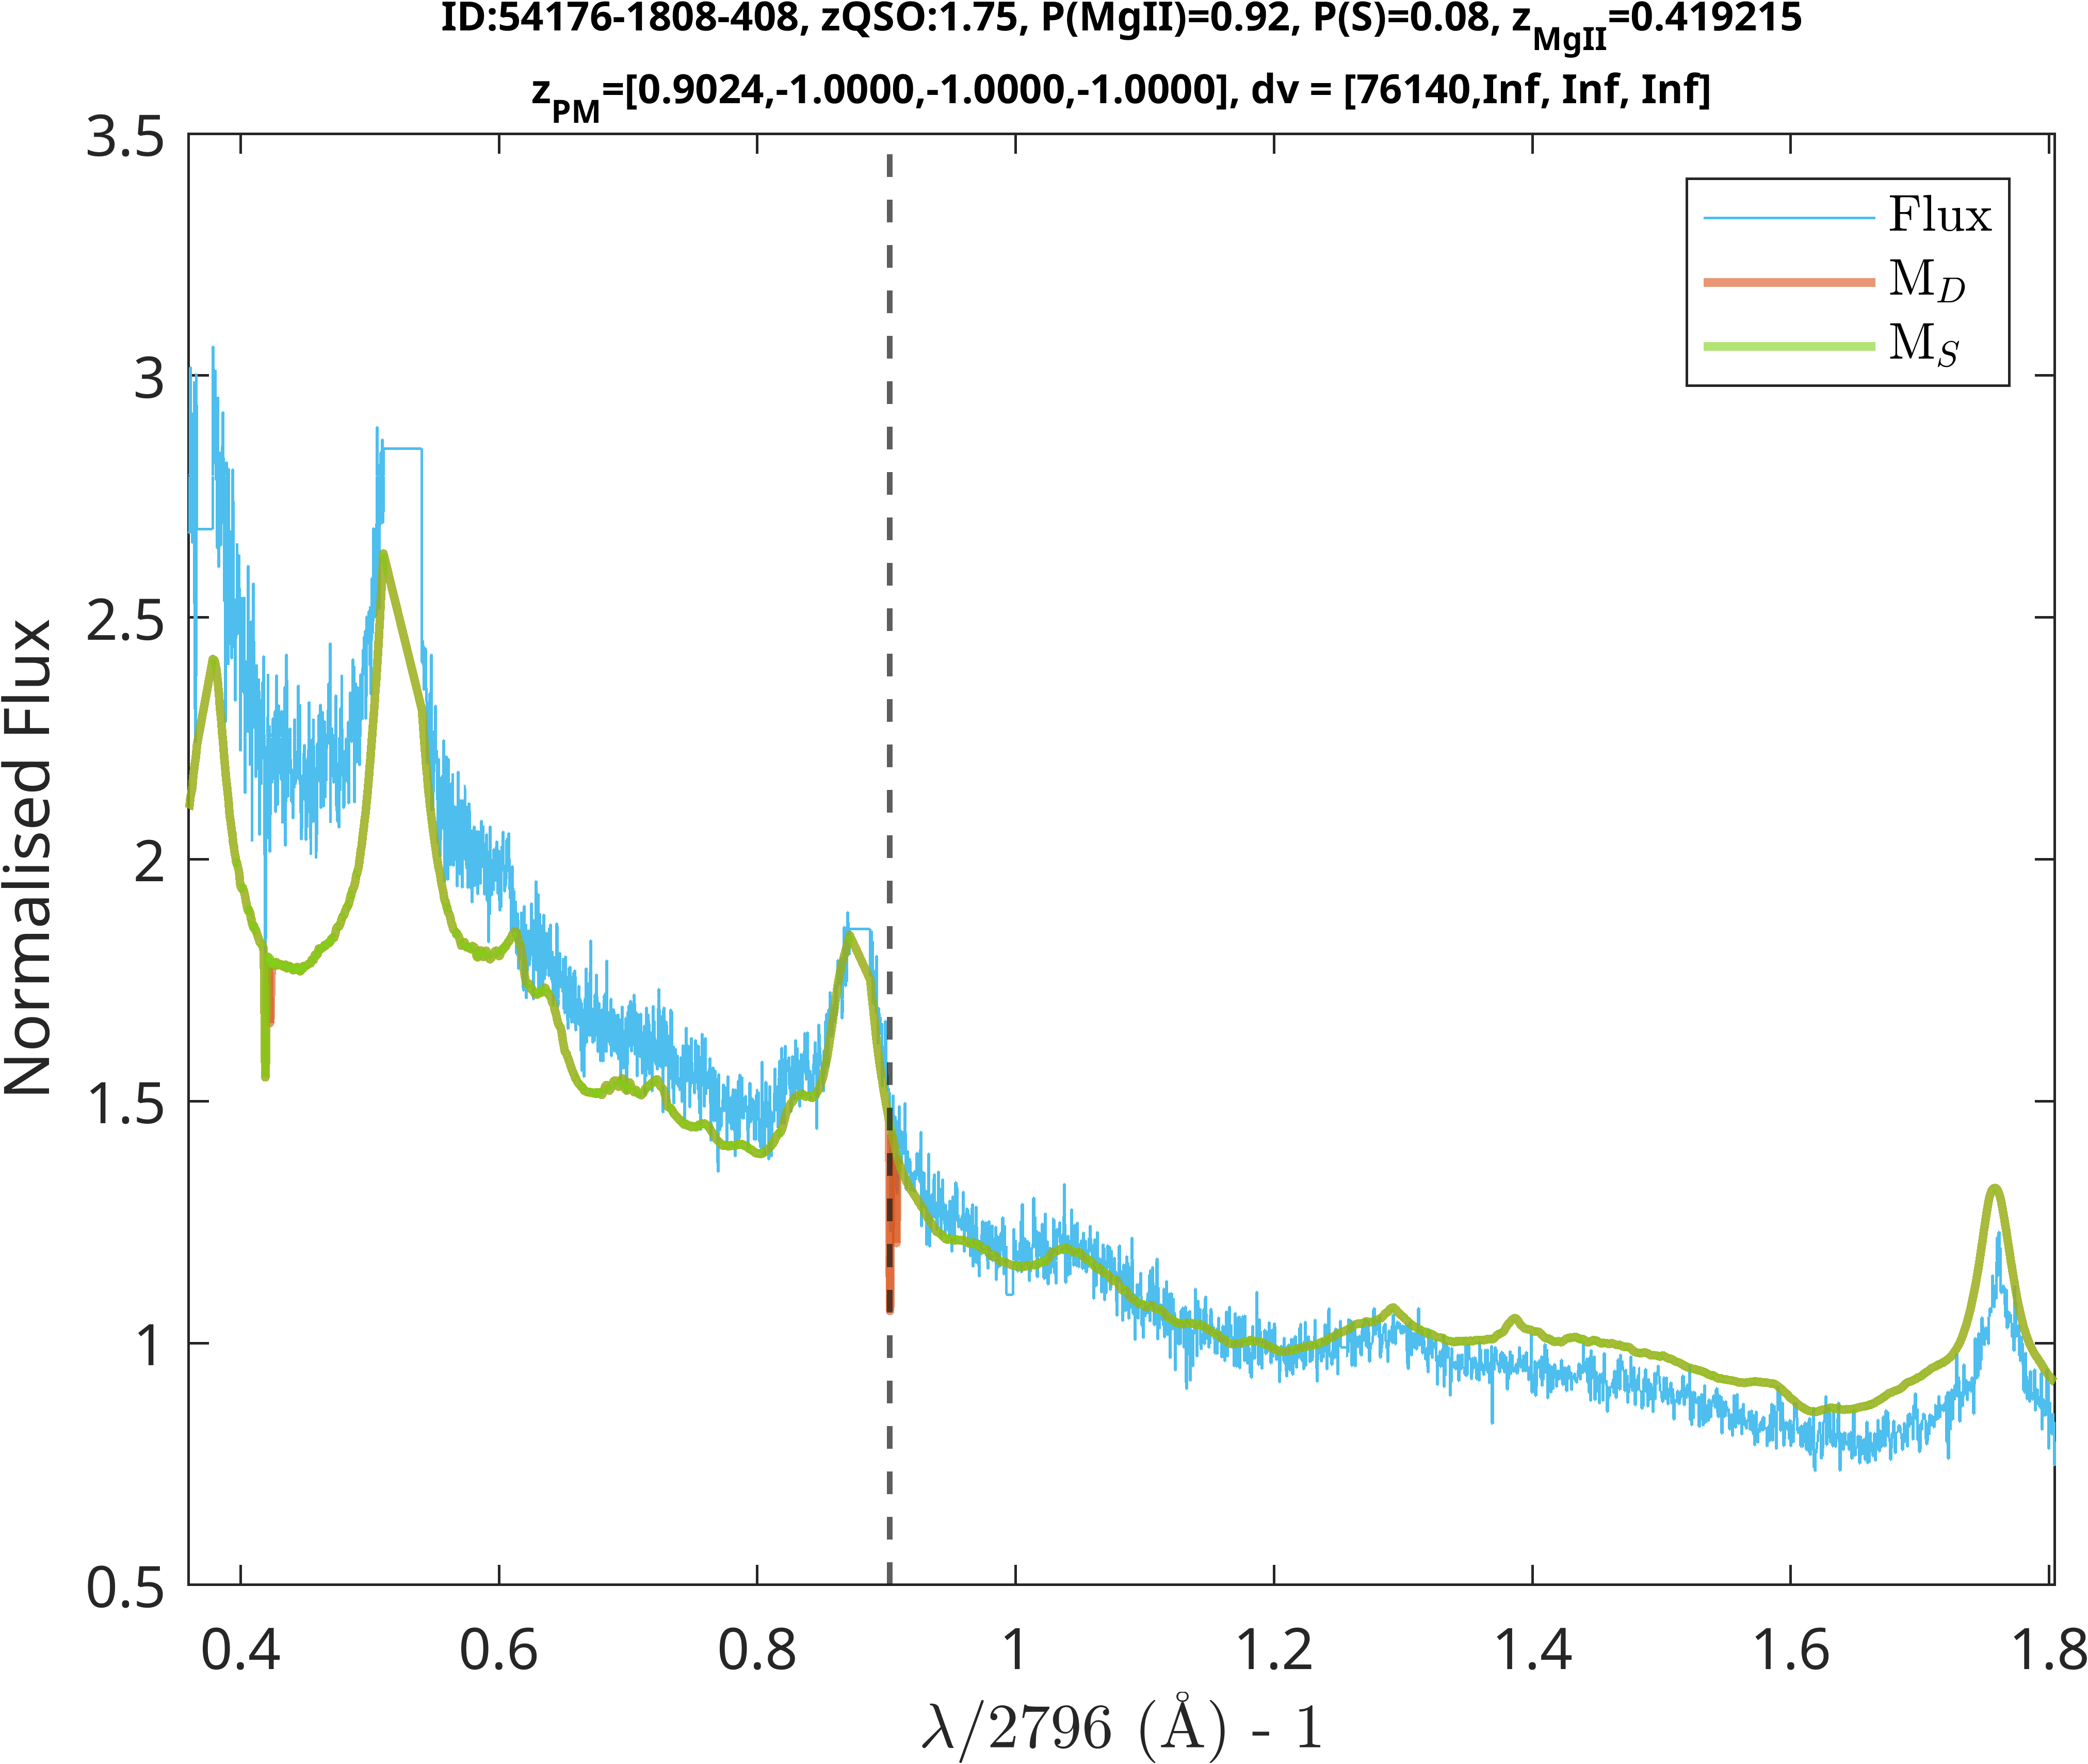 ID:54176-1808-408, zQSO:1.75, P(MgII)=0.92, P(S)=0.08, zMgII=0.419215
zPM=[0.9024,-1.0000,-1.0000,-1.0000], dv = [76140,Inf, Inf, Inf]
3.5
3
2.5
2
1.5
1
0.5
Normalised Flux
Flux
MD
MS
0.4
0.6
0.8
1
1.2
1.4
1.6
1.8
λ/2796 (Å) - 1